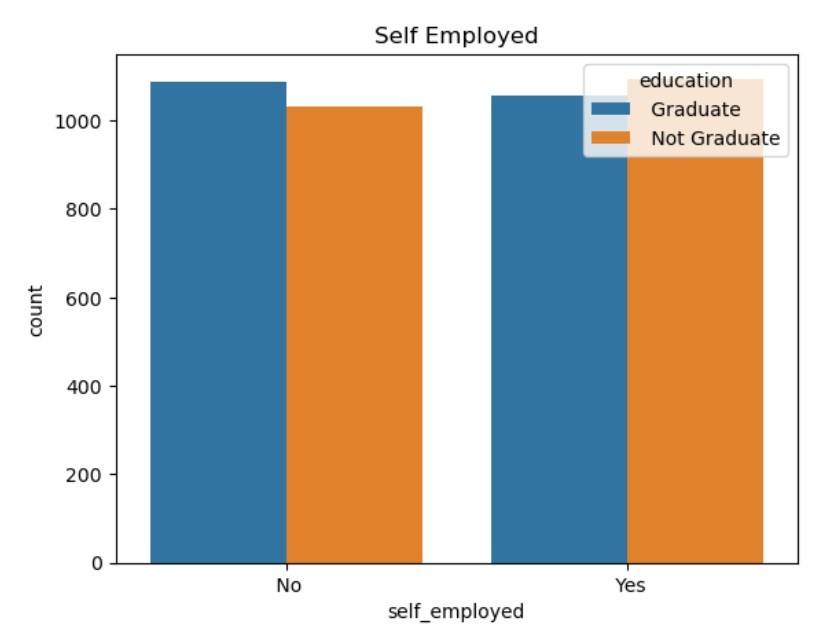 Self Employed
education
Graduate
Not Graduate
1000
800
600
400
200
0
count
No Yes
self_employed